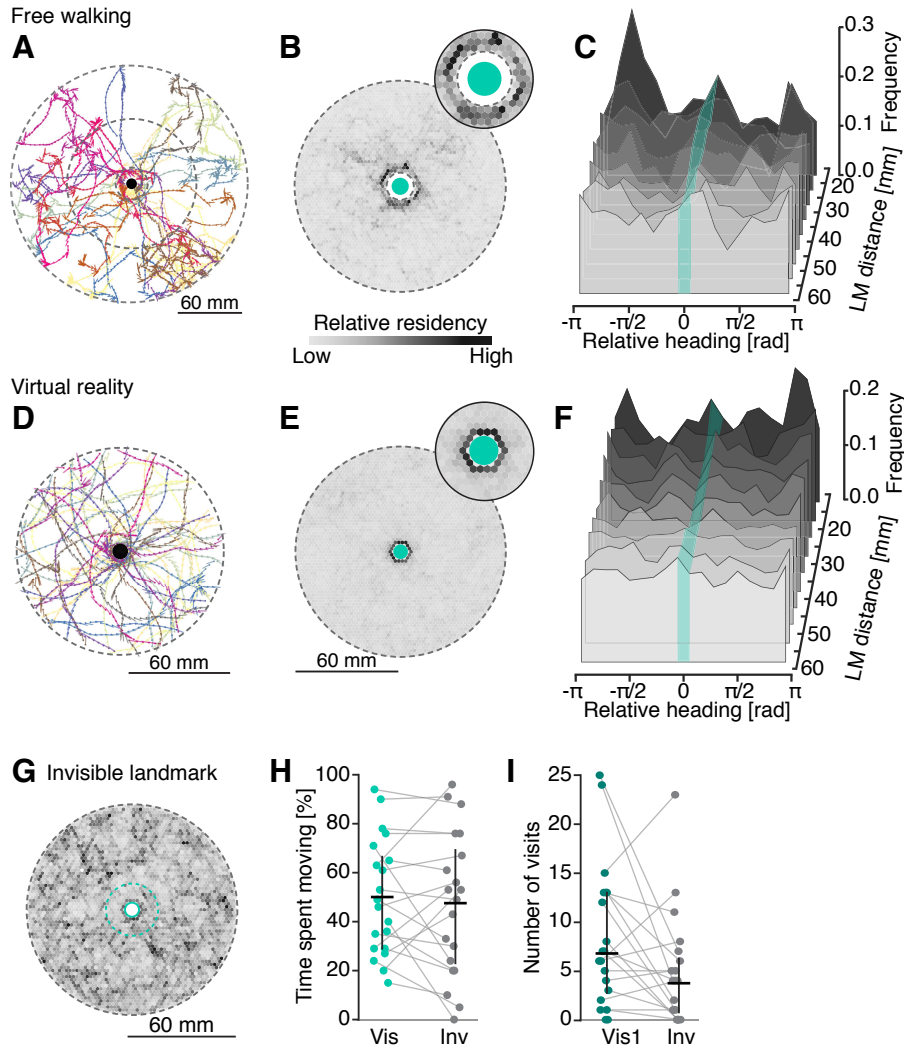 Free walking
A
B
C
60 mm
Relative residency
Low High
0.3
0.2
0.1
0.0
Frequency
20
30
40
50
60
LM distance [mm]
-π -π/2 0 π/2 π
Relative heading [rad]
Virtual reality
D
E
F
60 mm
60 mm
0.2
0.1
0.0
Frequency
20
30
40
50
60
LM distance [mm]
-π -π/2 0 π/2 π
Relative heading [rad]
G Invisible landmark
60 mm
H
Time spent moving [%]
100
80
60
40
20
0
Vis Inv
I
Number of visits
25
20
15
10
5
0
Vis1 Inv